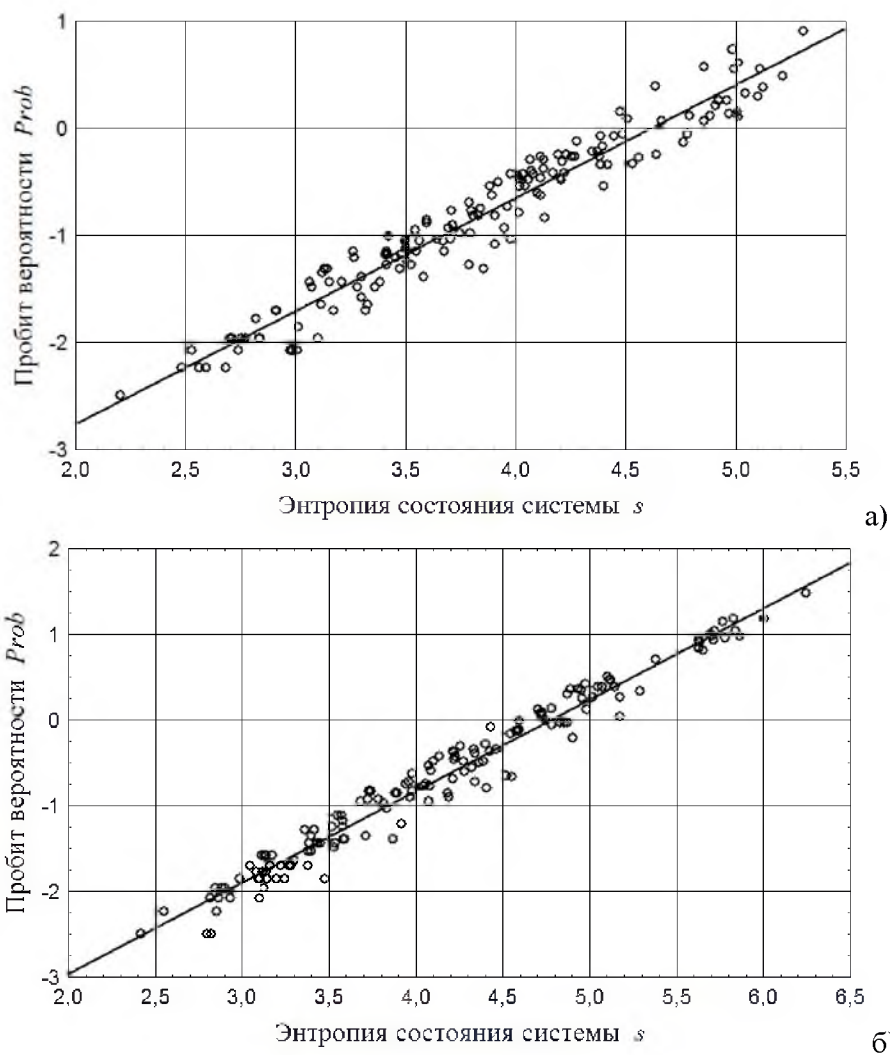 1
0
-1
-2
-3
Пробит вероятности Prob
2,0 2,5 3,0 3,5 4,0 4,5 5,0 5,5
Энтропия состояния системы s
а)
2
1
0
-1
-2
-3
Пробит вероятности Prob
2,0 2,5 3,0 3,5 4,0 4,5 5,0 5,5 6,0 6,5
Энтропия состояния системы s
б)